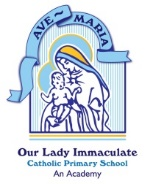 AVE ~ MARIA
Our Lady Immaculate
Catholic Primary School
An Academy